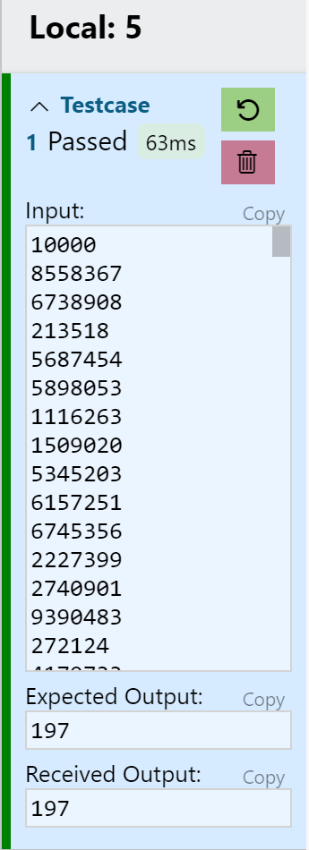 Local: 5
Testcase
1 Passed 63ms
Input: Copy
10000
8558367
6738908
213518
5687454
5898053
1116263
1509020
5345203
6157251
6745356
2227399
2740901
9390483
272124
Expected Output: Copy
197
Received Output: Copy
197